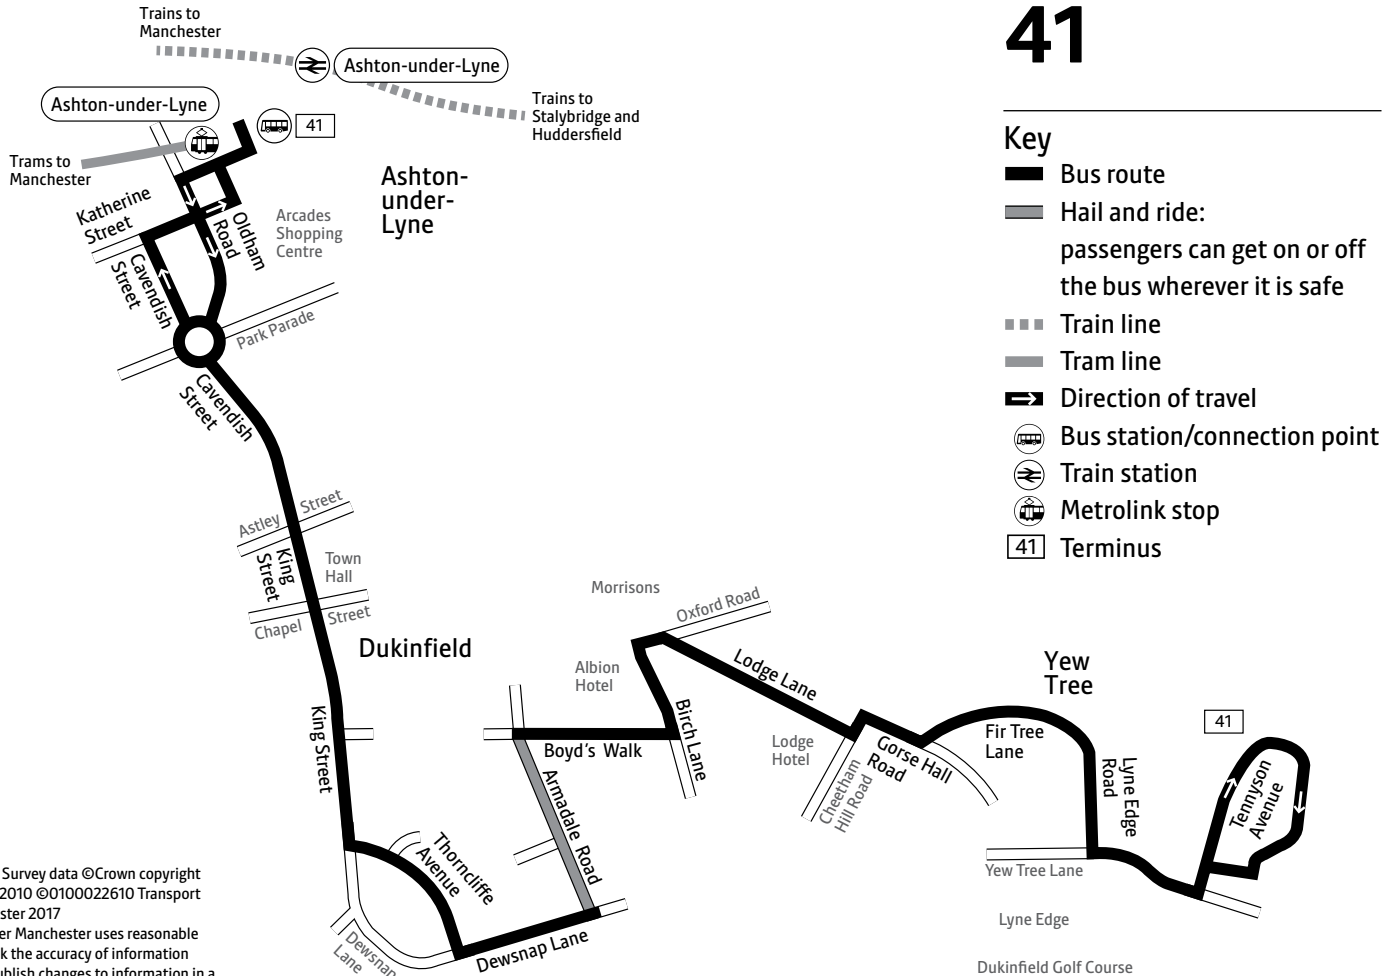 Trains to
Manchester
Ashton-under-Lyne
Trains to
Stalybridge and
Huddersfield
Ashton-under-Lyne
41
Trams to
Manchester
Ashton-
under-
Lyne
Katherine
Street
Oldham
Road
Arcades
Shopping
Centre
Cavendish
Street
Park Parade
Cavendish
Street
Astley Street
King
Street
Town
Hall
Chapel Street
Dukinfield
King Street
Thorncliffe
Avenue
Dewsnap
Lane
Dewsnap Lane
Armadale Road
Boyd's Walk
Birch Lane
Albion
Hotel
Morrisons
Oxford Road
Lodge Lane
Lodge
Hotel
Cheetham
Hill Road
Gorse Hall
Road
Fir Tree
Lane
Yew
Tree
Lyne Edge
Road
Yew Tree Lane
41
Tennyson
Avenue
Lyne Edge
Dukinfield Golf Course
41
Key
Bus route
Hail and ride:
passengers can get on or off
the bus wherever it is safe
Train line
Tram line
Direction of travel
Bus station/connection point
Train station
Metrolink stop
41 Terminus
Survey data ©Crown copyright
2010 ©0100022610 Transport
ster 2017
er Manchester uses reasonable
k the accuracy of information
ublish changes to information in a